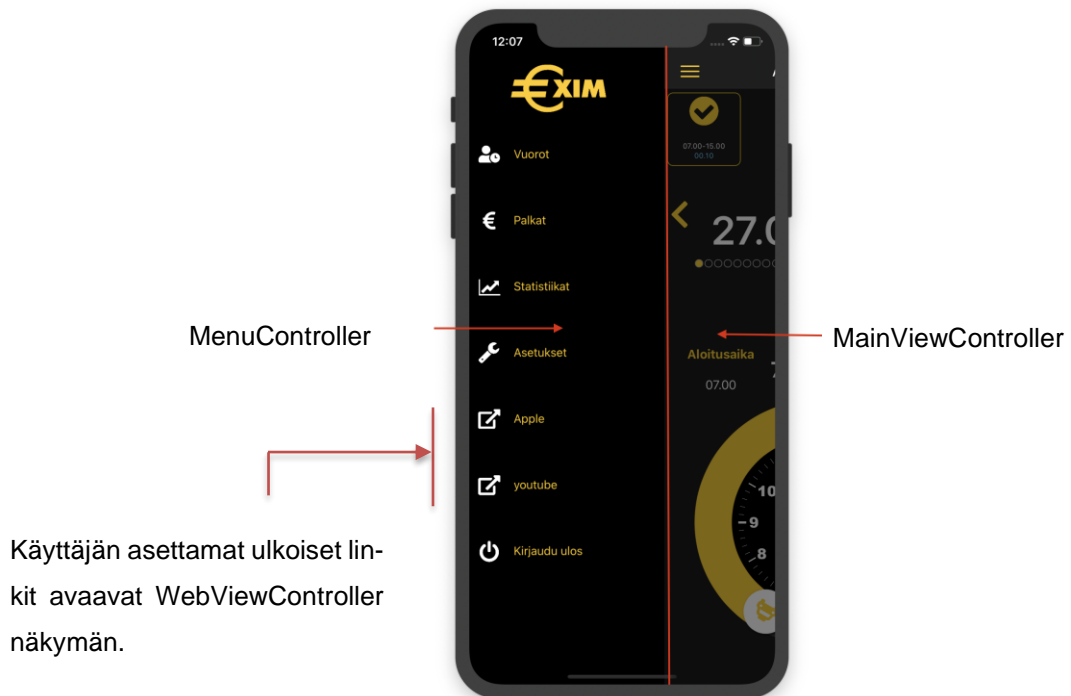 12:07
€XIM
Vuorot
Palkat
Statistiikat
Asetukset
Apple
youtube
Kirjaudu ulos
07.00-15.00
00.10
27.0
Aloitusaika
07.00
10
9
8
MenuController
MainViewController
Käyttäjän asettamat ulkoiset lin-
kit avaavat WebViewController
näkymän.